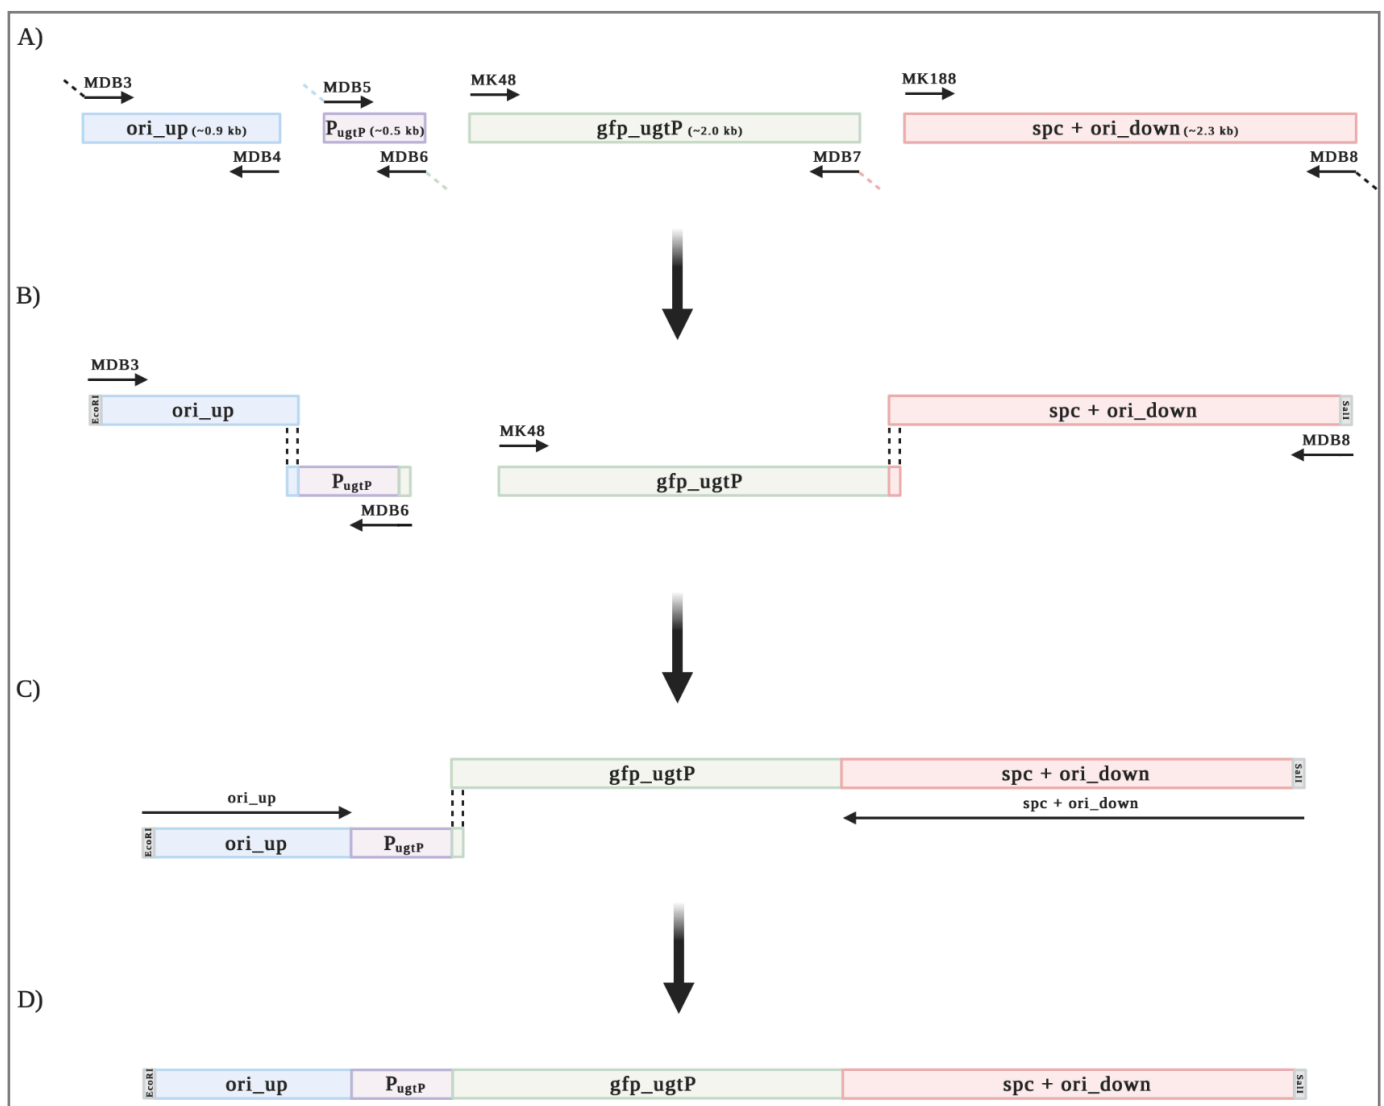 A)
MDB3
MDB5
MK48
MK188
ori_up (~0.9 kb)
PugtP (~0.5 kb)
gfp_ugtP (~2.0 kb)
spc + ori_down (~2.3 kb)
MDB4
MDB6
MDB7
MDB8
B)
MDB3
EcoRI
ori_up
spc + ori_down
SalI
MK48
MDB8
PugtP
gfp_ugtP
MDB6
C)
gfp_ugtP
spc + ori_down
SalI
ori_up
spc + ori_down
EcoRI
ori_up
PugtP
D)
EcoRI
ori_up
PugtP
gfp_ugtP
spc + ori_down
SalI